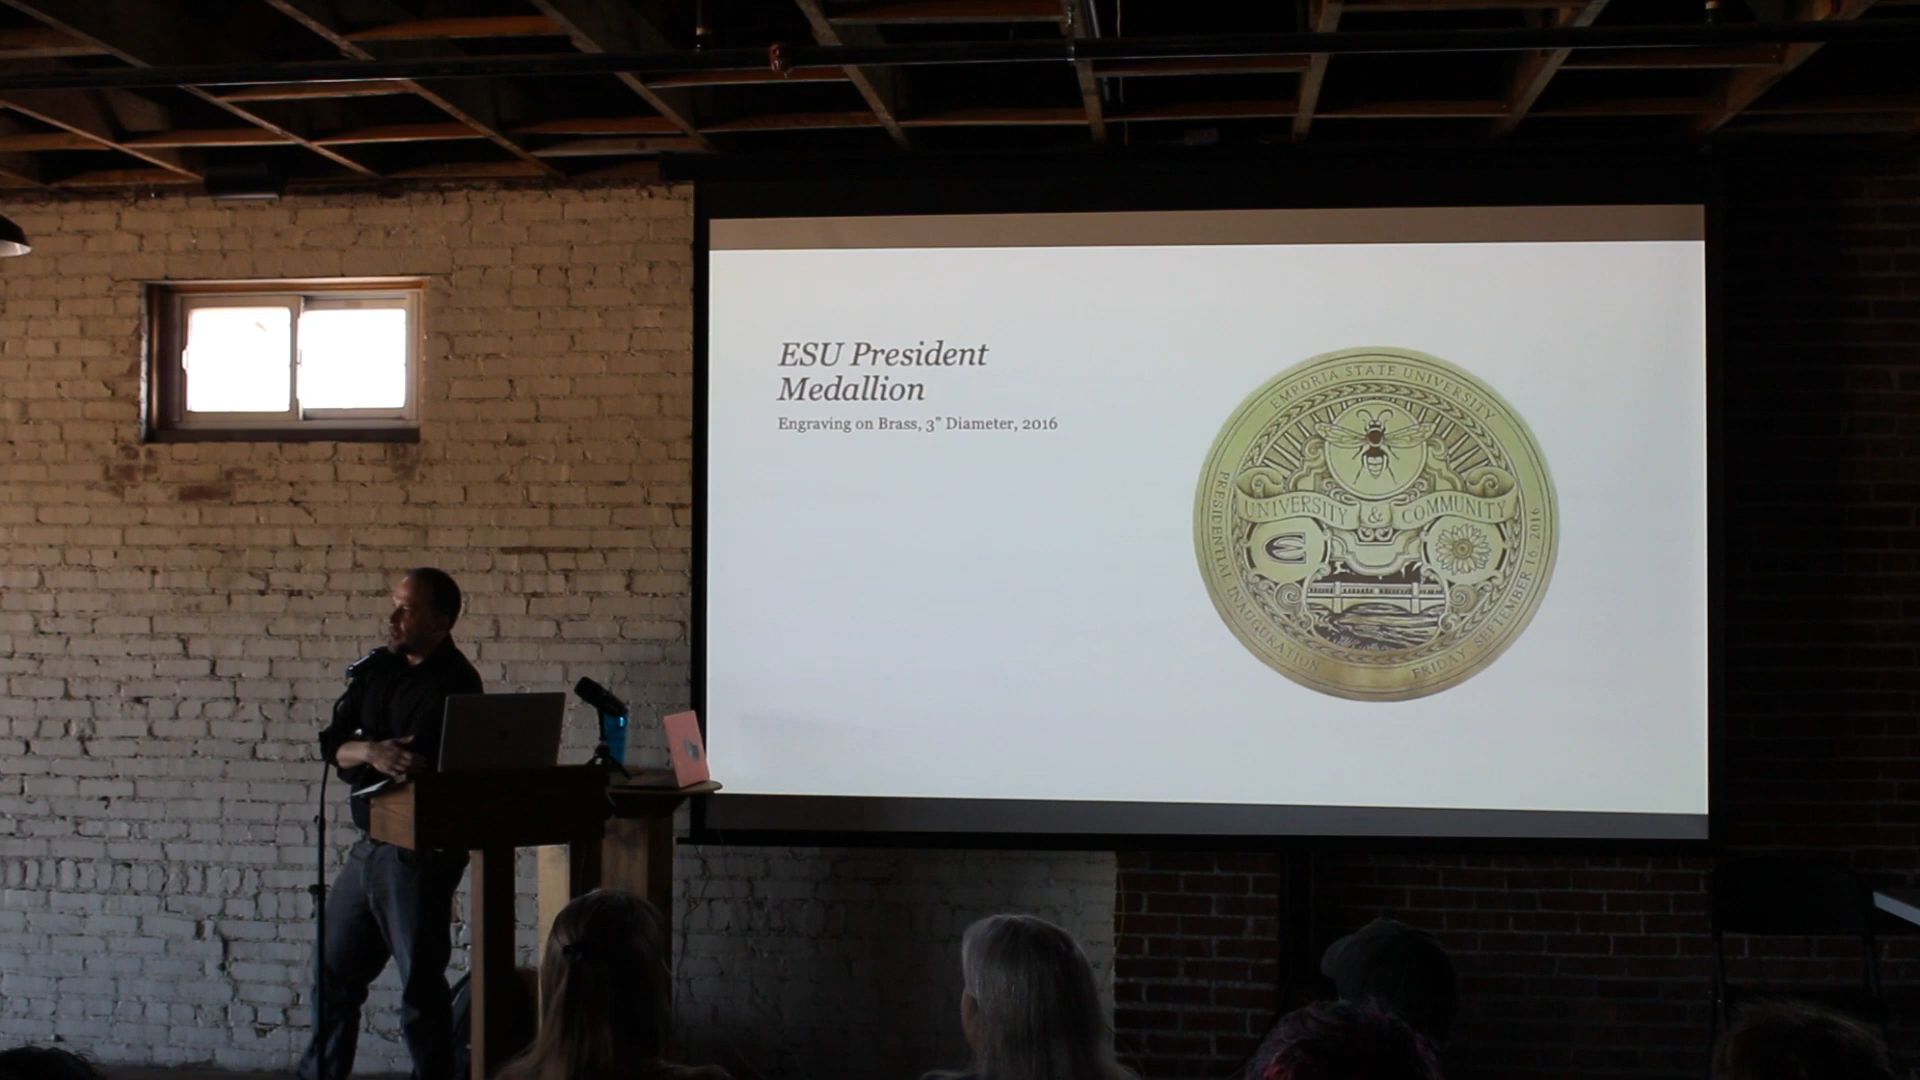 ESU President
Medallion
Engraving on Brass, 3" Diameter, 2016
EMPORIA STATE UNIVERSITY
UNIVERSITY & COMMUNITY
E
PRESIDENTIAL INAUGURATION
FRIDAY SEPTEMBER 16, 2016